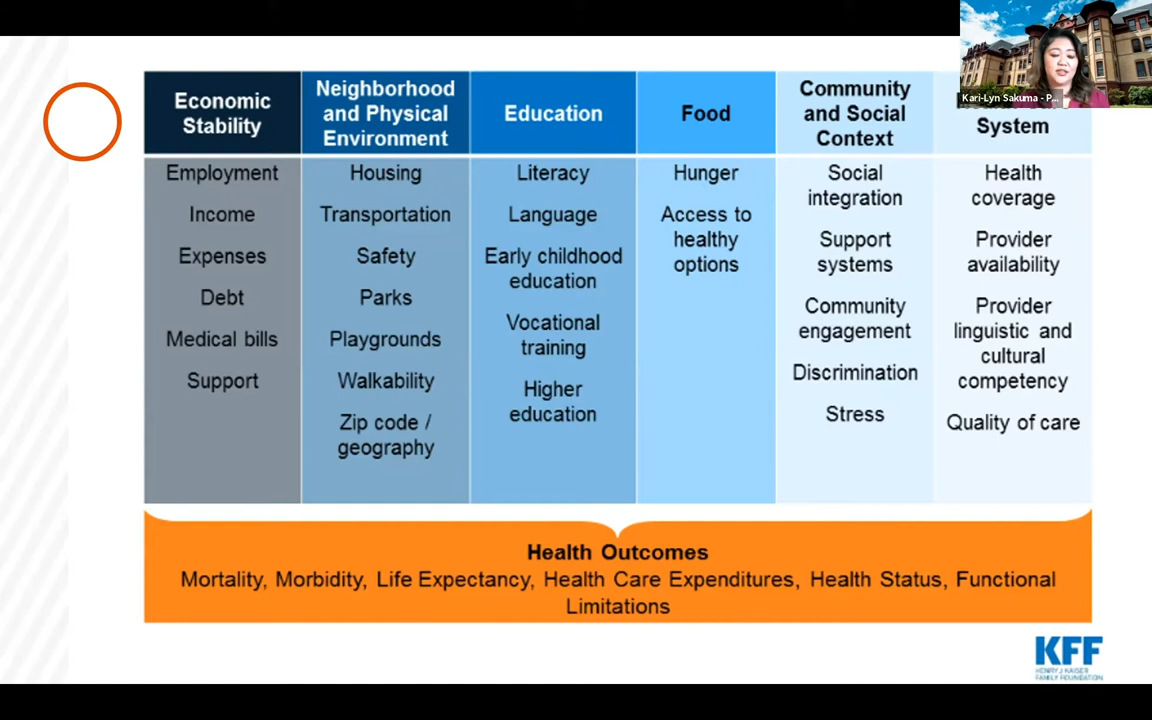 Kari-Lyn Sakuma - P...
Economic
Stability
Neighborhood
and Physical
Environment
Education
Food
Community
and Social
Context
System
Employment
Income
Expenses
Debt
Medical bills
Support
Housing
Transportation
Safety
Parks
Playgrounds
Walkability
Zip code /
geography
Literacy
Language
Early childhood
education
Vocational
training
Higher
education
Hunger
Access to
healthy
options
Social
integration
Support
systems
Community
engagement
Discrimination
Stress
Health
coverage
Provider
availability
Provider
linguistic and
cultural
competency
Quality of care
Health Outcomes
Mortality, Morbidity, Life Expectancy, Health Care Expenditures, Health Status, Functional
Limitations
KFF
HENRY J KAISER
FAMILY FOUNDATION